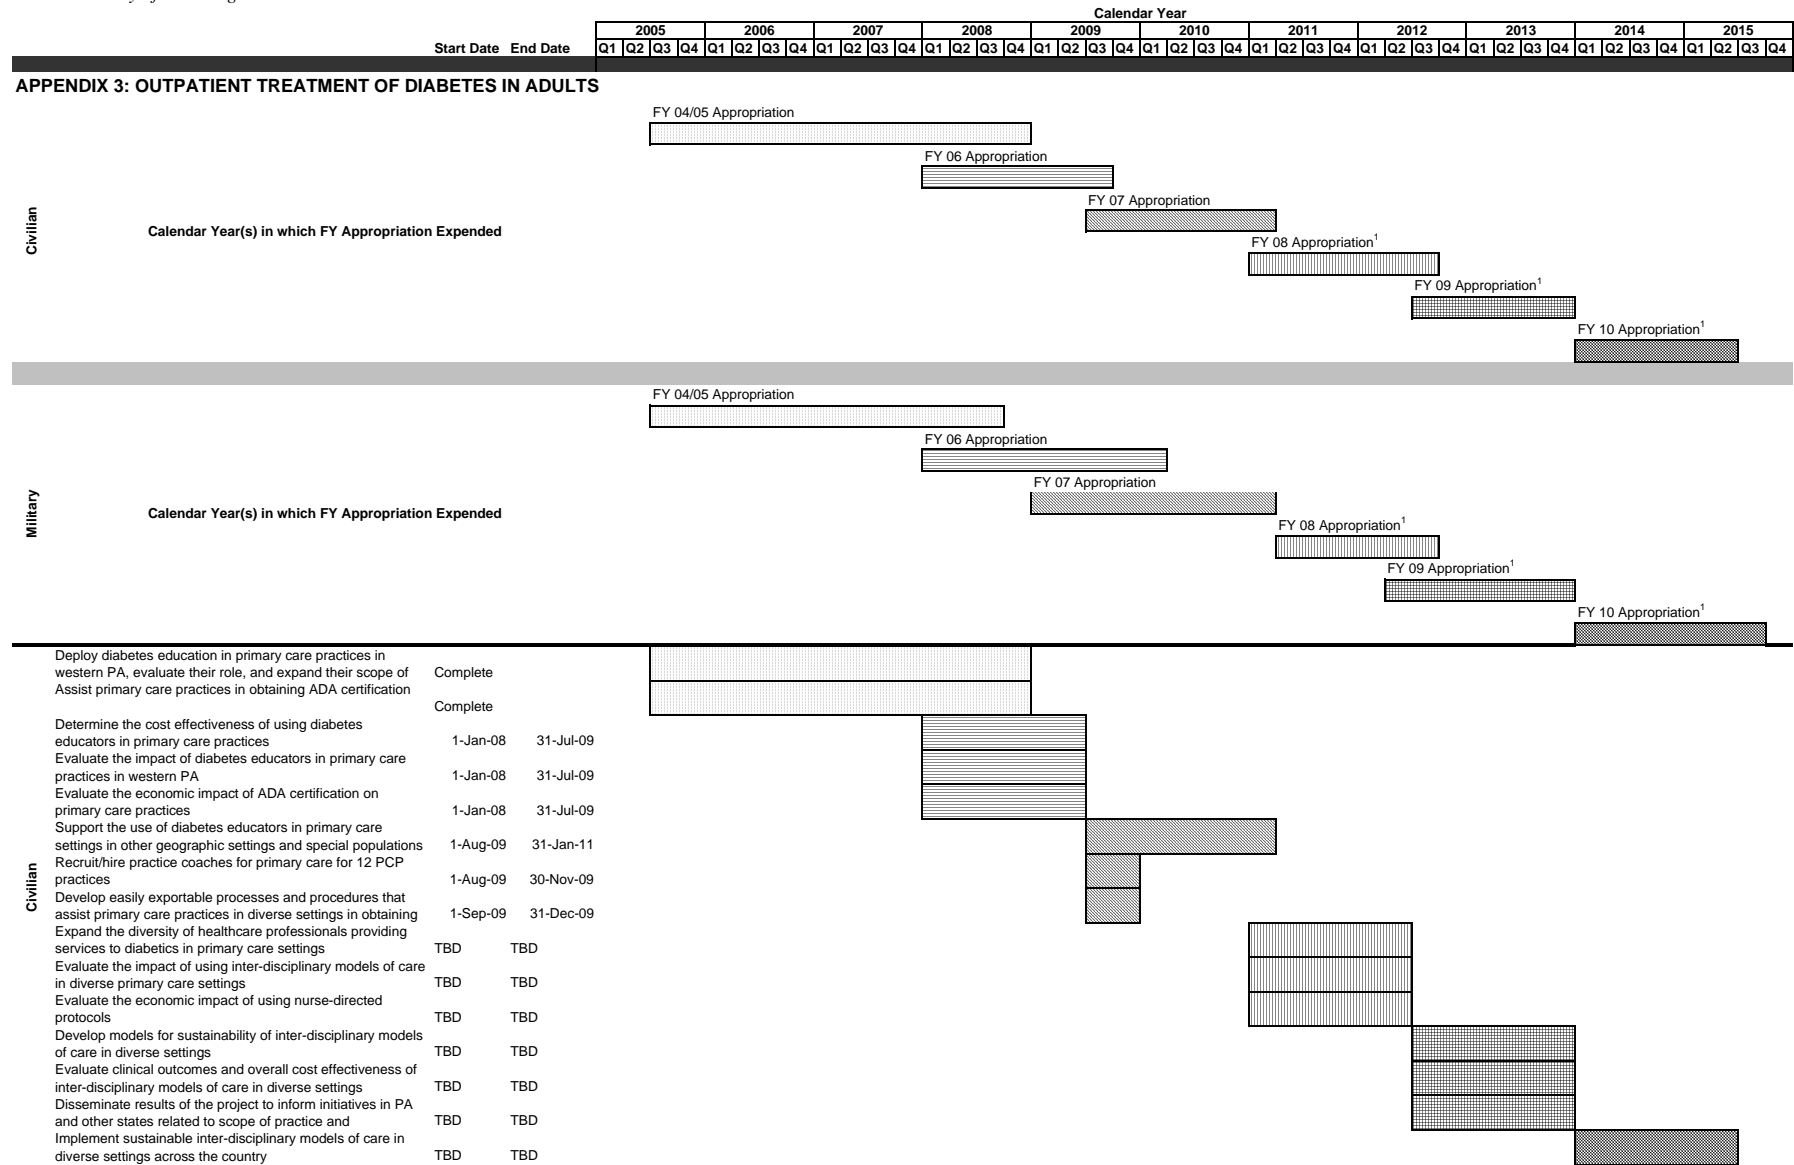 Calendar Year
2005 2006 2007 2008 2009 2010 2011 2012 2013 2014 2015
Start Date End Date Q1 Q2 Q3 Q4 Q1 Q2 Q3 Q4 Q1 Q2 Q3 Q4 Q1 Q2 Q3 Q4 Q1 Q2 Q3 Q4 Q1 Q2 Q3 Q4 Q1 Q2 Q3 Q4 Q1 Q2 Q3 Q4 Q1 Q2 Q3 Q4 Q1 Q2 Q3 Q4 Q1 Q2 Q3 Q4
APPENDIX 3: OUTPATIENT TREATMENT OF DIABETES IN ADULTS
FY 04/05 Appropriation
FY 06 Appropriation
FY 07 Appropriation
Civilian
Calendar Year(s) in which FY Appropriation Expended
FY 08 Appropriation1
FY 09 Appropriation1
FY 10 Appropriation1
FY 04/05 Appropriation
FY 06 Appropriation
FY 07 Appropriation
Military
Calendar Year(s) in which FY Appropriation Expended
FY 08 Appropriation1
FY 09 Appropriation1
FY 10 Appropriation1
Civilian
Deploy diabetes education in primary care practices in
western PA, evaluate their role, and expand their scope of Complete
Assist primary care practices in obtaining ADA certification
Complete
Determine the cost effectiveness of using diabetes
educators in primary care practices 1-Jan-08 31-Jul-09
Evaluate the impact of diabetes educators in primary care
practices in western PA 1-Jan-08 31-Jul-09
Evaluate the economic impact of ADA certification on
primary care practices 1-Jan-08 31-Jul-09
Support the use of diabetes educators in primary care
settings in other geographic settings and special populations 1-Aug-09 31-Jan-11
Recruit/hire practice coaches for primary care for 12 PCP
practices 1-Aug-09 30-Nov-09
Develop easily exportable processes and procedures that
assist primary care practices in diverse settings in obtaining 1-Sep-09 31-Dec-09
Expand the diversity of healthcare professionals providing
services to diabetics in primary care settings TBD TBD
Evaluate the impact of using inter-disciplinary models of care
in diverse primary care settings TBD TBD
Evaluate the economic impact of using nurse-directed
protocols TBD TBD
Develop models for sustainability of inter-disciplinary models
of care in diverse settings TBD TBD
Evaluate clinical outcomes and overall cost effectiveness of
inter-disciplinary models of care in diverse settings TBD TBD
Disseminate results of the project to inform initiatives in PA
and other states related to scope of practice and TBD TBD
Implement sustainable inter-disciplinary models of care in
diverse settings across the country TBD TBD